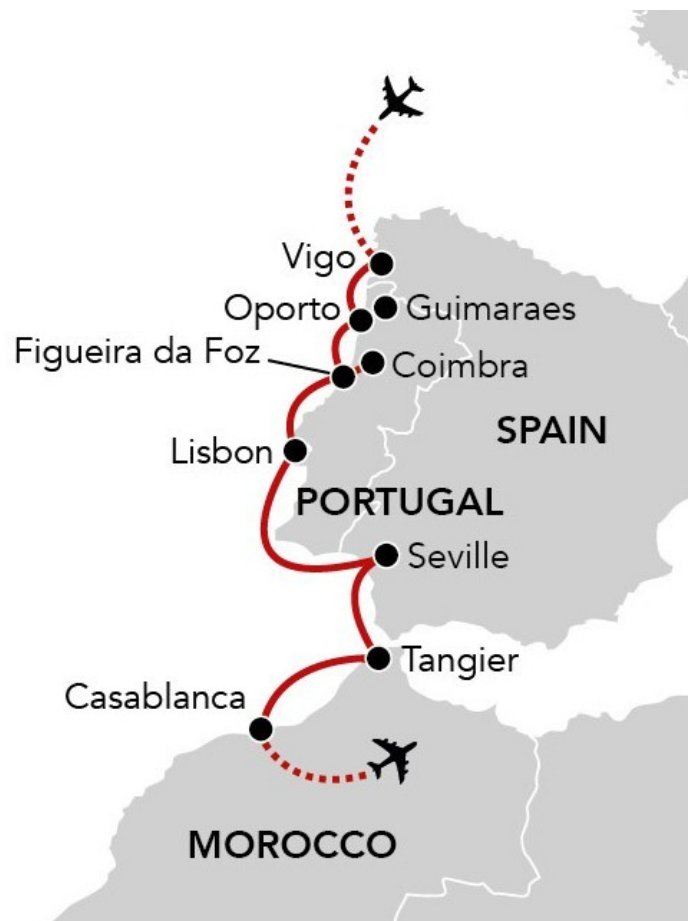 Vigo
Oporto
Guimaraes
Figueira da Foz
Coimbra
SPAIN
Lisbon
PORTUGAL
Seville
Tangier
Casablanca
MOROCCO